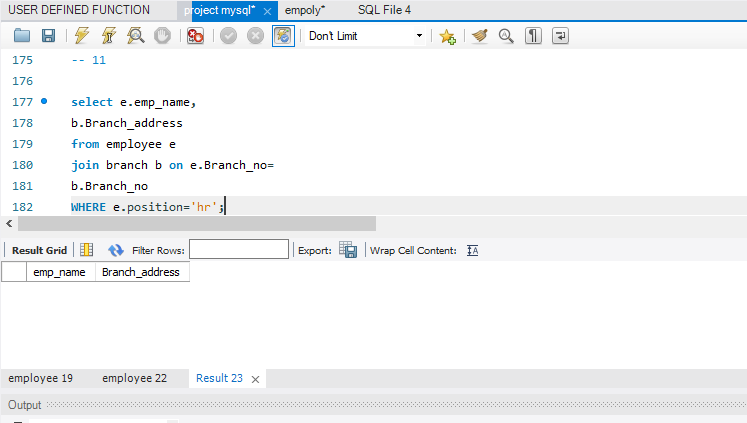 USER DEFINED FUNCTION project mysql* × empoly* SQL File 4
Don't Limit
175 -- 11
176
177 select e.emp_name,
178 b.Branch_address
179 from employee e
180 join branch b on e.Branch_no=
181 b.Branch_no
182 WHERE e.position='hr';
Result Grid Filter Rows: Export: Wrap Cell Content: IA
emp_name Branch_address
employee 19 employee 22 Result 23 ×
Output